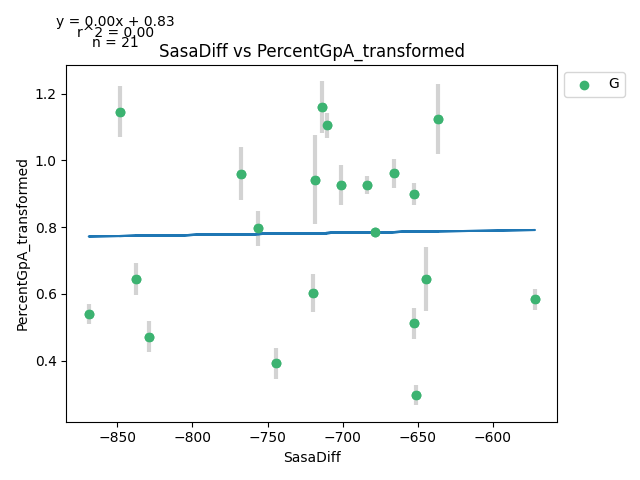 y = 0.00x + 0.83
r^2 = 0.00
n = 21
SasaDiff vs PercentGpA_transformed
G
PercentGpA_transformed
1.2
1.0
0.8
0.6
0.4
−850
−800
−750
−700
−650
−600
SasaDiff